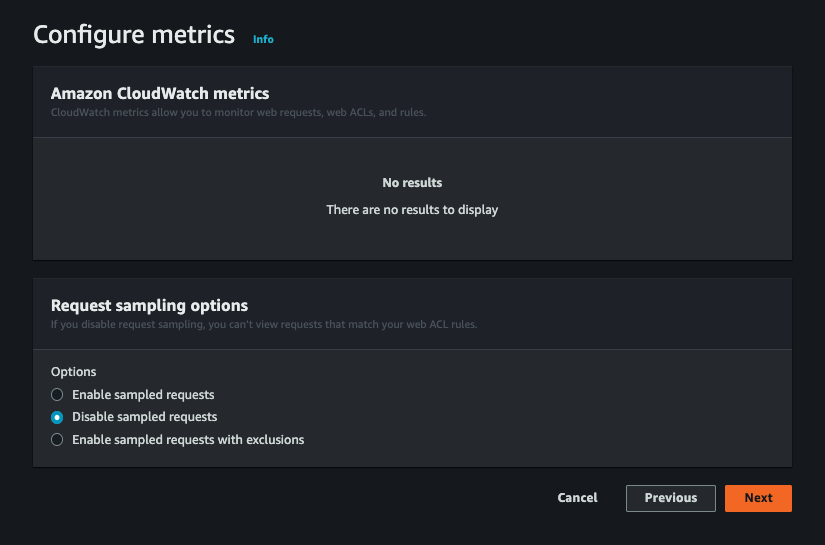 Configure metrics Info
Amazon CloudWatch metrics
CloudWatch metrics allow you to monitor web requests, web ACLs, and rules.
No results
There are no results to display
Request sampling options
If you disable request sampling, you can't view requests that match your web ACL rules.
Options
Enable sampled requests
Disable sampled requests
Enable sampled requests with exclusions
Cancel Previous Next